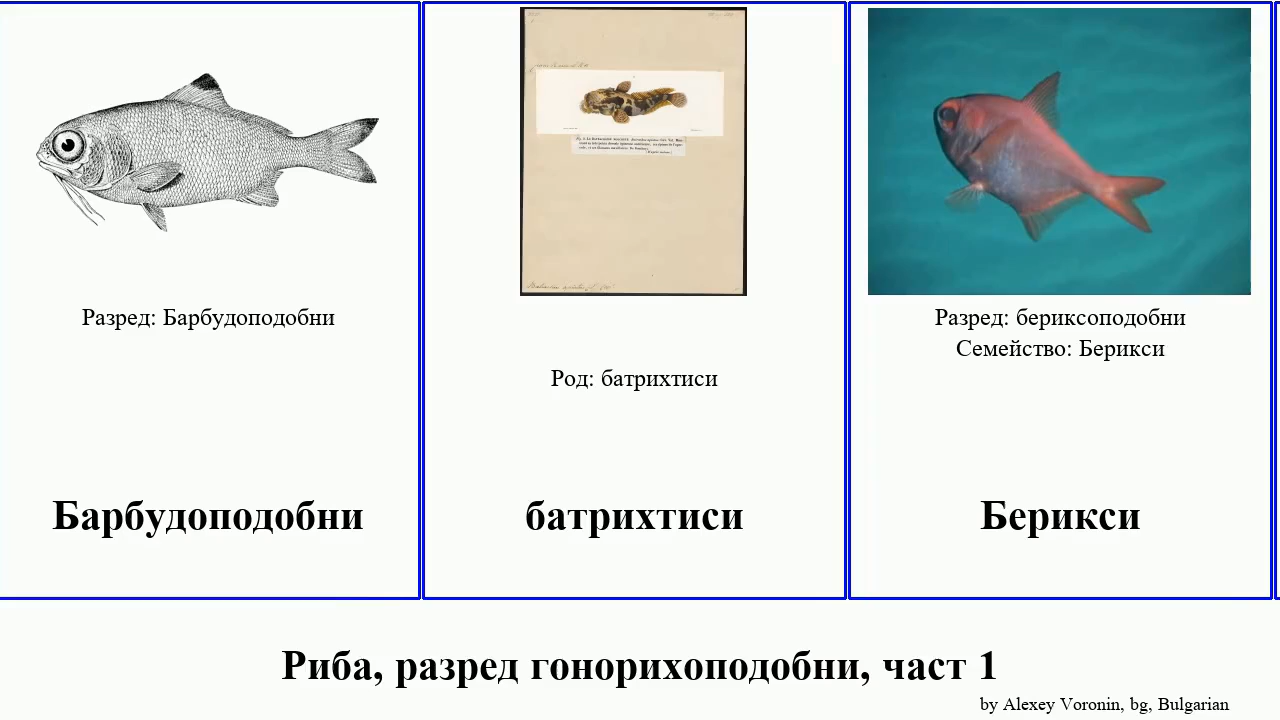 Разред: Барбудоподобни
Барбудоподобни
Род: батрихтиси
батрихтиси
Разред: бериксоподобни
Семейство: Берикси
Берикси
Риба, разред гонорихоподобни, част 1
by Alexey Voronin, bg, Bulgarian